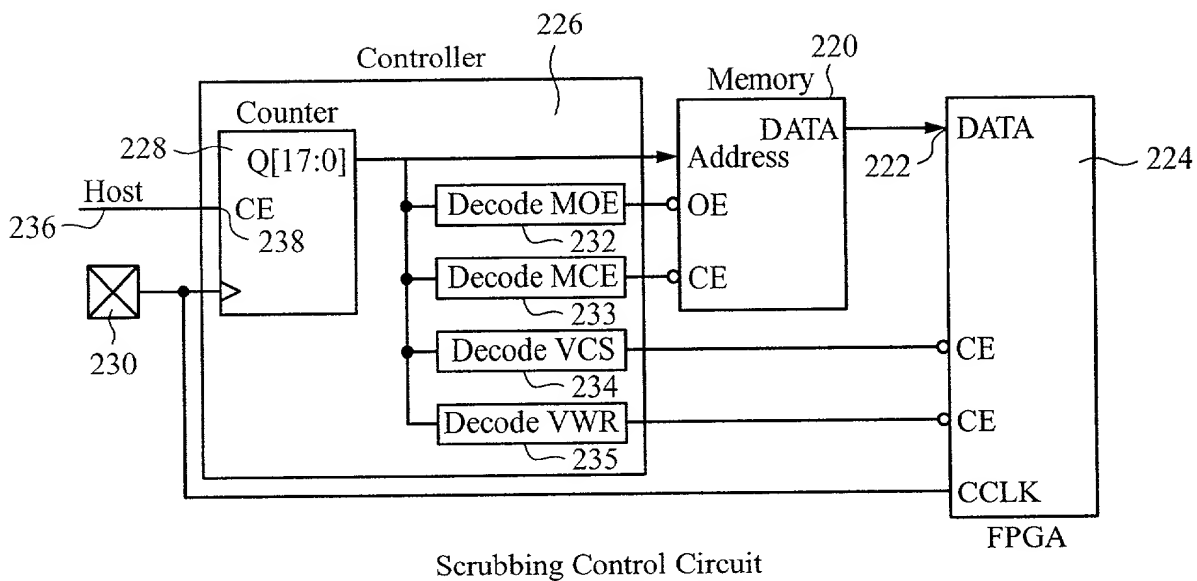 226
Controller
220
Memory
Counter
228
Q[17:0]
DATA
DATA
Address
222
224
Host
CE
Decode MOE
OE
236
238
232
Decode MCE
CE
233
230
Decode VCS
CE
234
Decode VWR
CE
235
CCLK
FPGA
Scrubbing Control Circuit